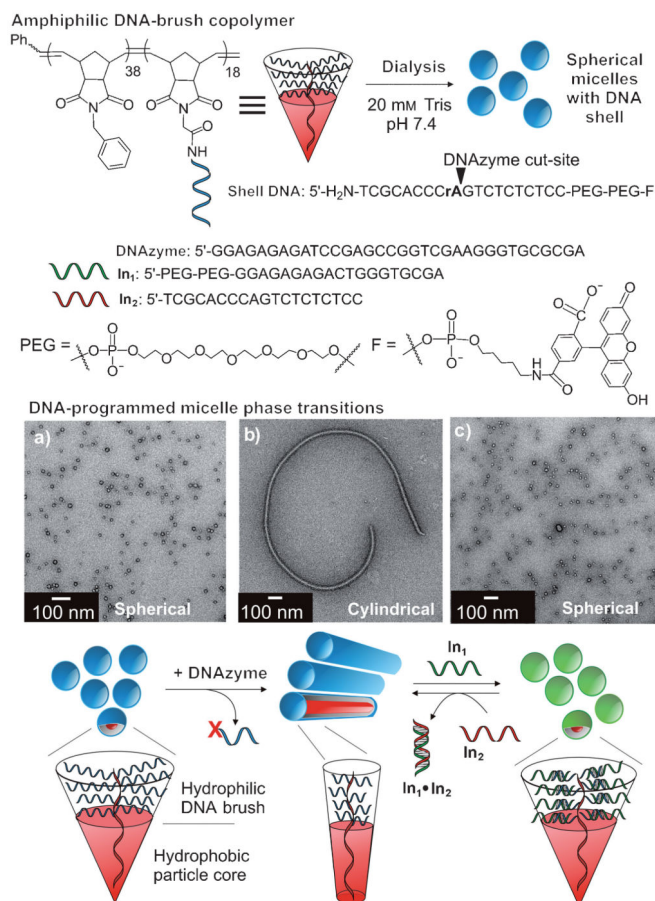 Amphiphilic DNA-brush copolymer
Ph
38
18
O
N
O
O
N
O
O
NH
≡
Dialysis
20 mM Tris
pH 7.4
Spherical
micelles
with DNA
shell
DNAzyme cut-site
Shell DNA: 5'-H2N-TCGCACCCrAGTCTCTCTCC-PEG-PEG-F
DNAzyme: 5'-GGAGAGAGATCCGAGCCGGTCGAAGGGTGCGCGA
In1: 5'-PEG-PEG-GGAGAGAGACTGGGTGCGA
In2: 5'-TCGCACCCAGTCTCTCTCC
PEG =
O
O-P-O
O-
O
O
O
O
O
O
F =
O
O-P-O
O-
N
H
O
O
C
O-
O
O
OH
DNA-programmed micelle phase transitions
a)
100 nm
Spherical
b)
100 nm
Cylindrical
c)
100 nm
Spherical
+ DNAzyme
X
In1
In2
In1•In2
Hydrophilic
DNA brush
Hydrophobic
particle core